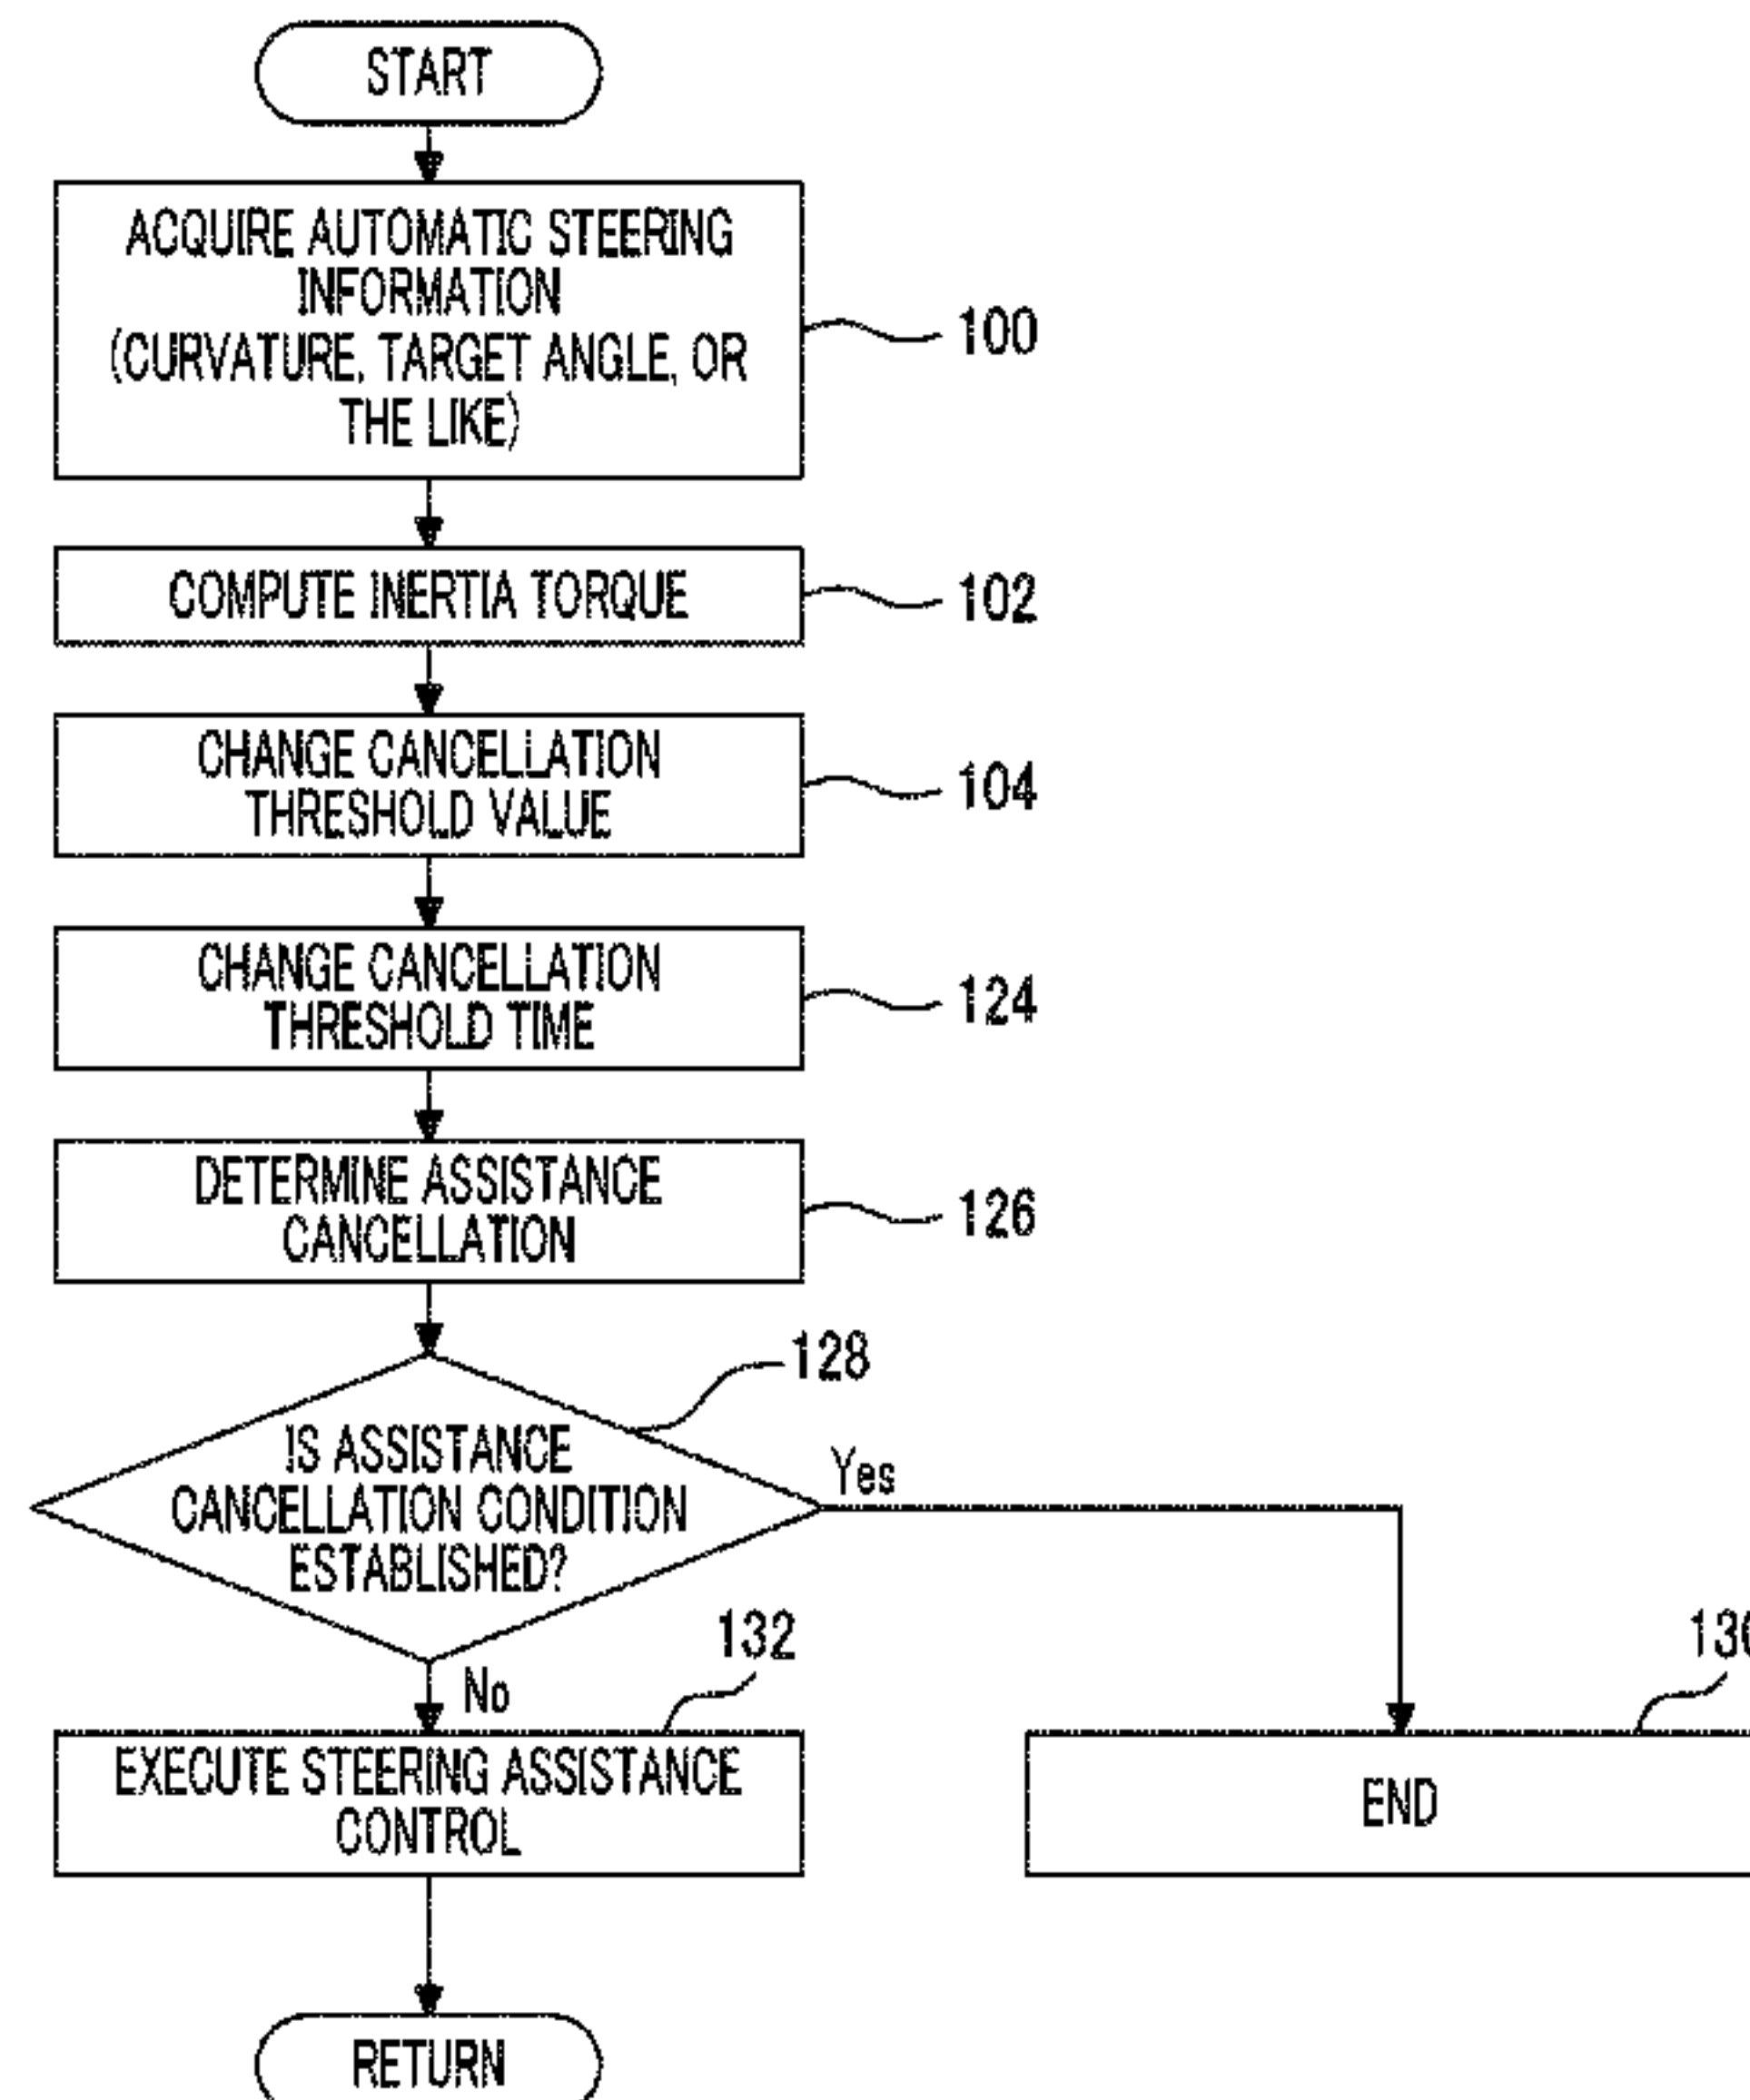 START
ACQUIRE AUTOMATIC STEERING
INFORMATION
(CURVATURE, TARGET ANGLE, OR
THE LIKE)
100
COMPUTE INERTIA TORQUE
102
CHANGE CANCELLATION
THRESHOLD VALUE
104
CHANGE CANCELLATION
THRESHOLD TIME
124
DETERMINE ASSISTANCE
CANCELLATION
126
128
IS ASSISTANCE
CANCELLATION CONDITION
ESTABLISHED?
Yes
No
132
EXECUTE STEERING ASSISTANCE
CONTROL
END
RETURN